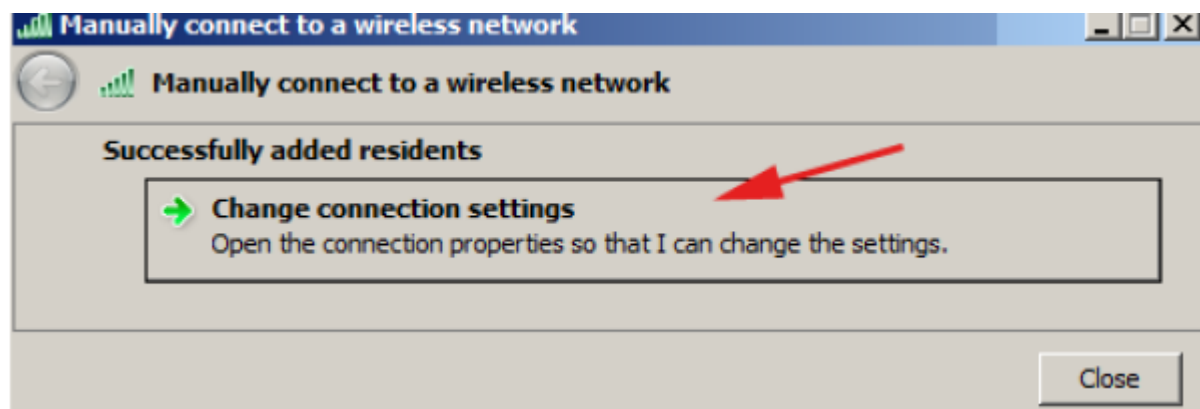 Manually connect to a wireless network
Manually connect to a wireless network
Successfully added residents
Change connection settings
Open the connection properties so that I can change the settings.
Close